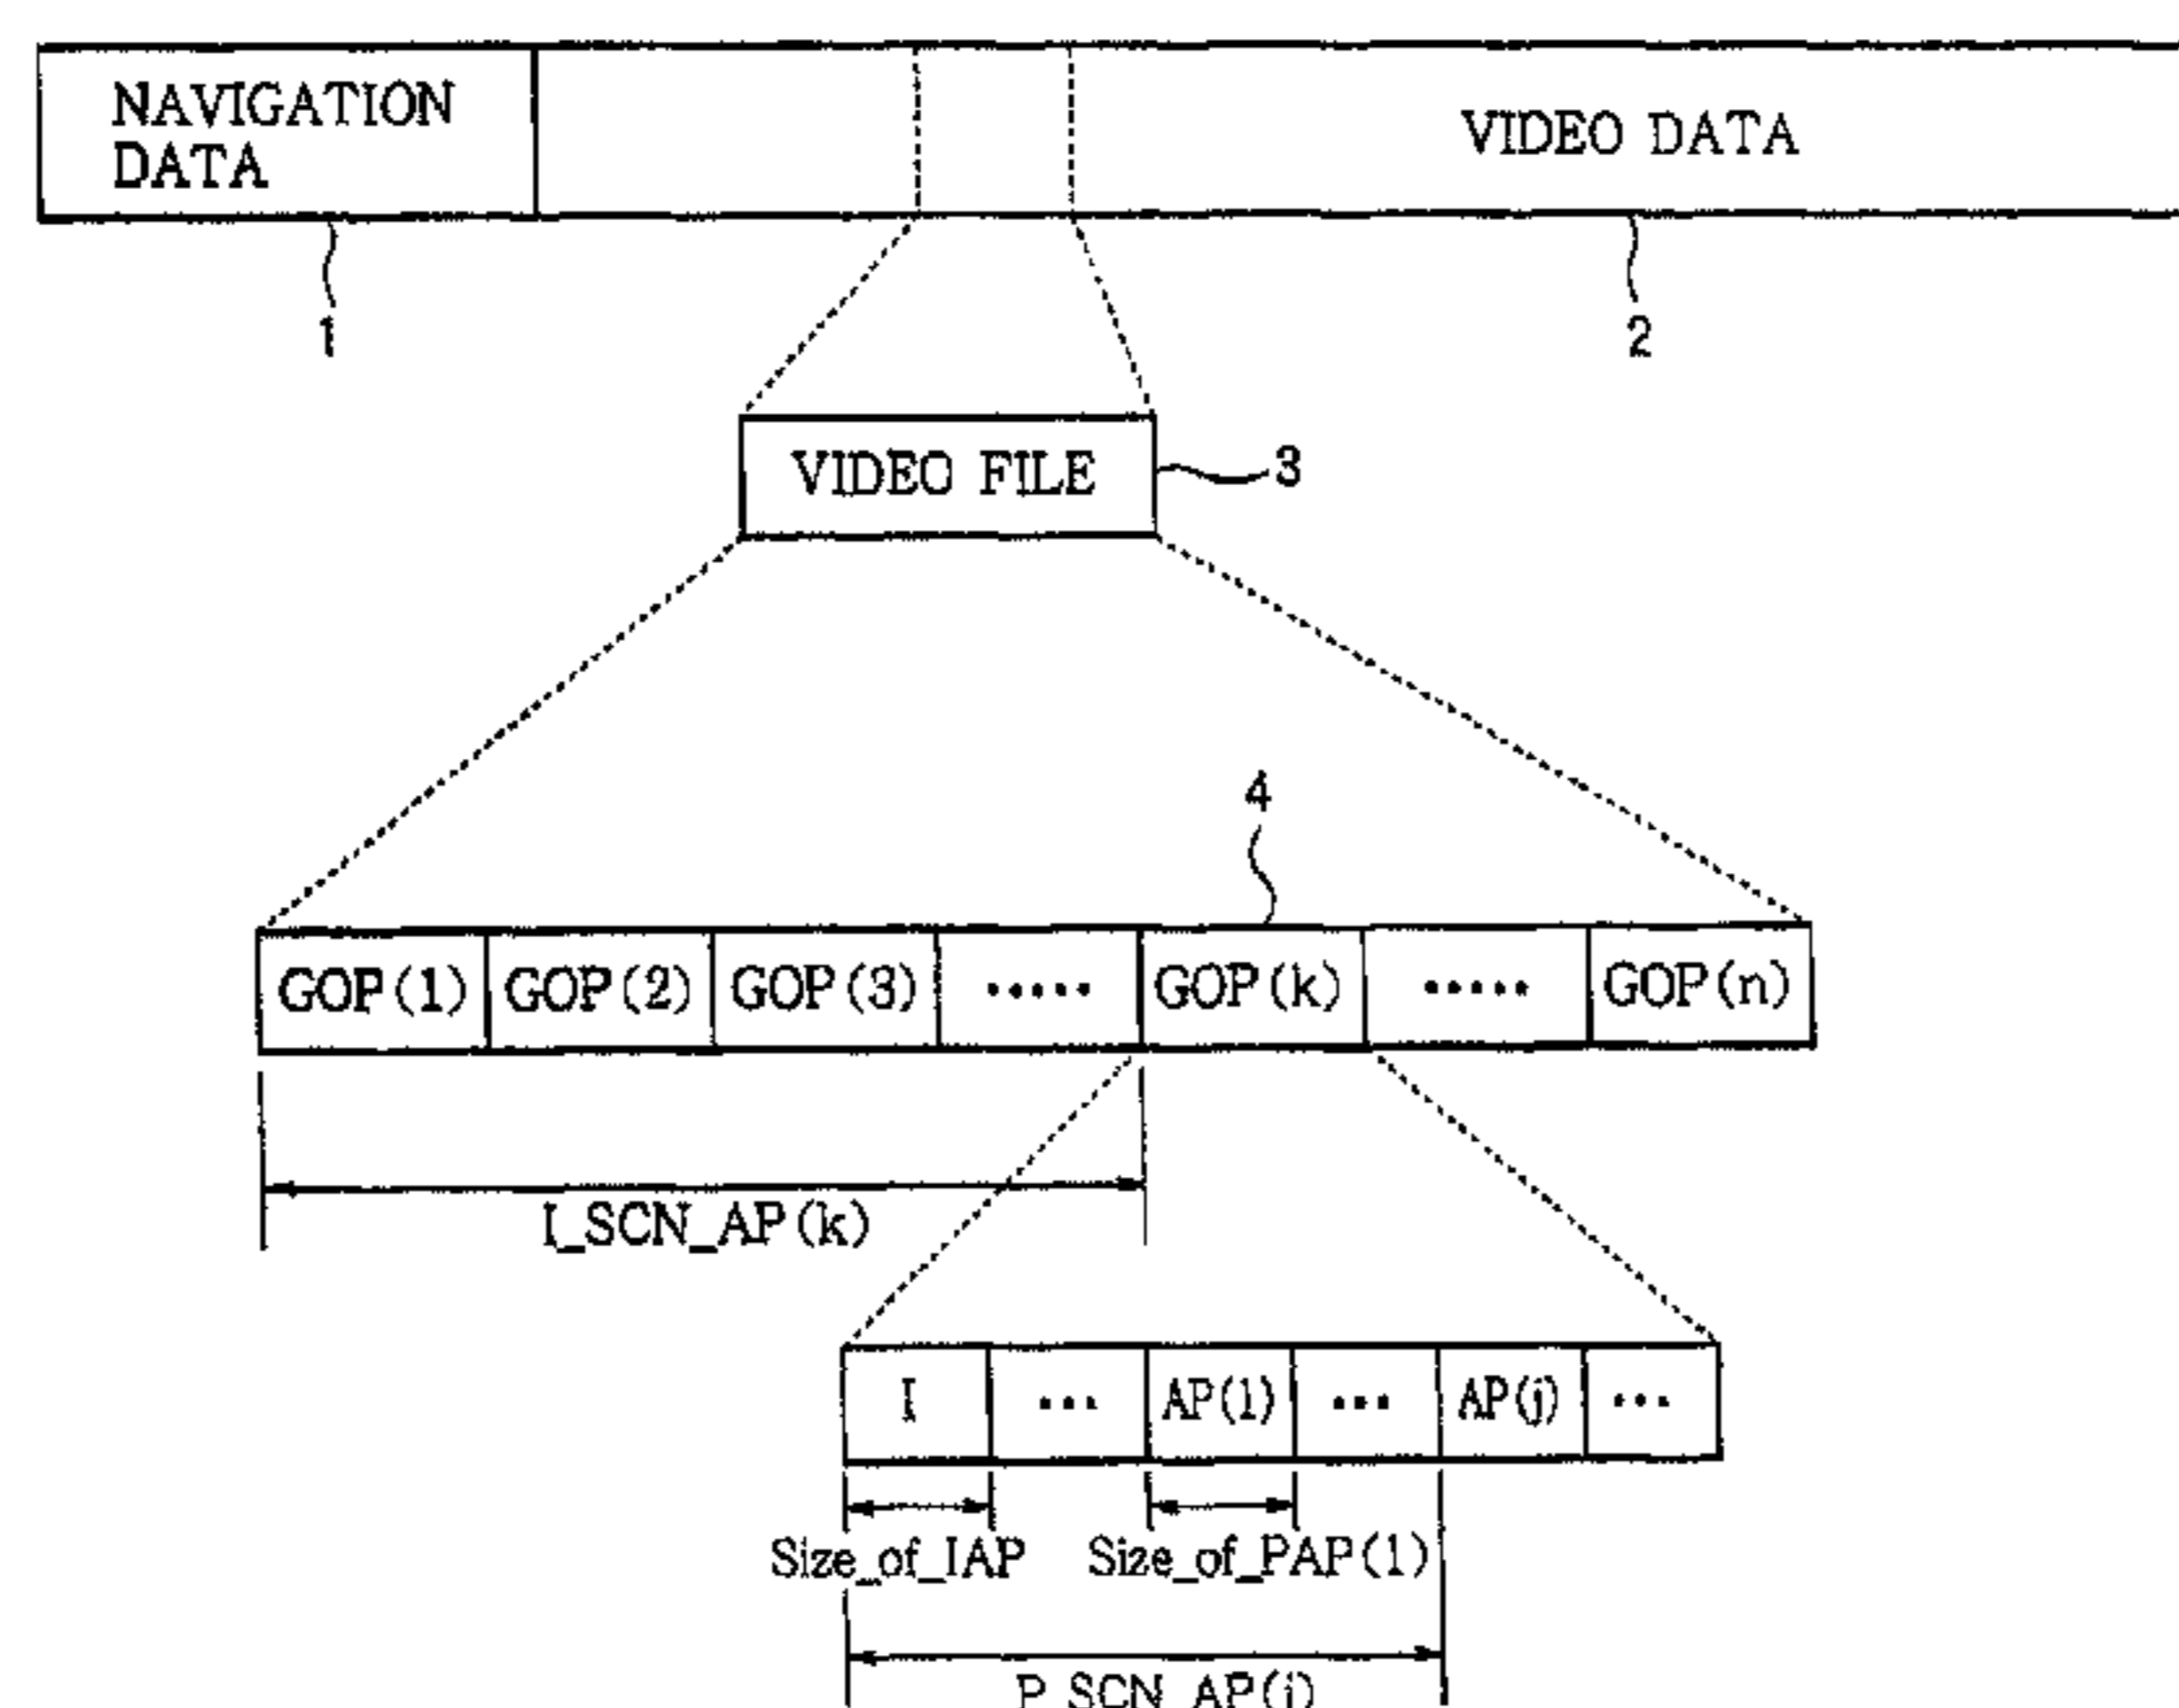 NAVIGATION
DATA
VIDEO DATA
1
2
VIDEO FILE
3
4
GOP(1) GOP(2) GOP(3) ····· GOP(k) ····· GOP(n)
I_SCN_AP(k)
I ··· AP(1) ··· AP(j) ···
Size_of_IAP Size_of_PAP(1)
P_SCN_AP(j)